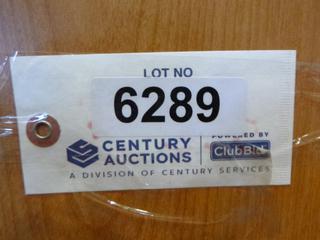 LOT NO
6289
CENTURY AUCTIONS
POWERED BY
ClubBid
A DIVISION OF CENTURY SERVICES